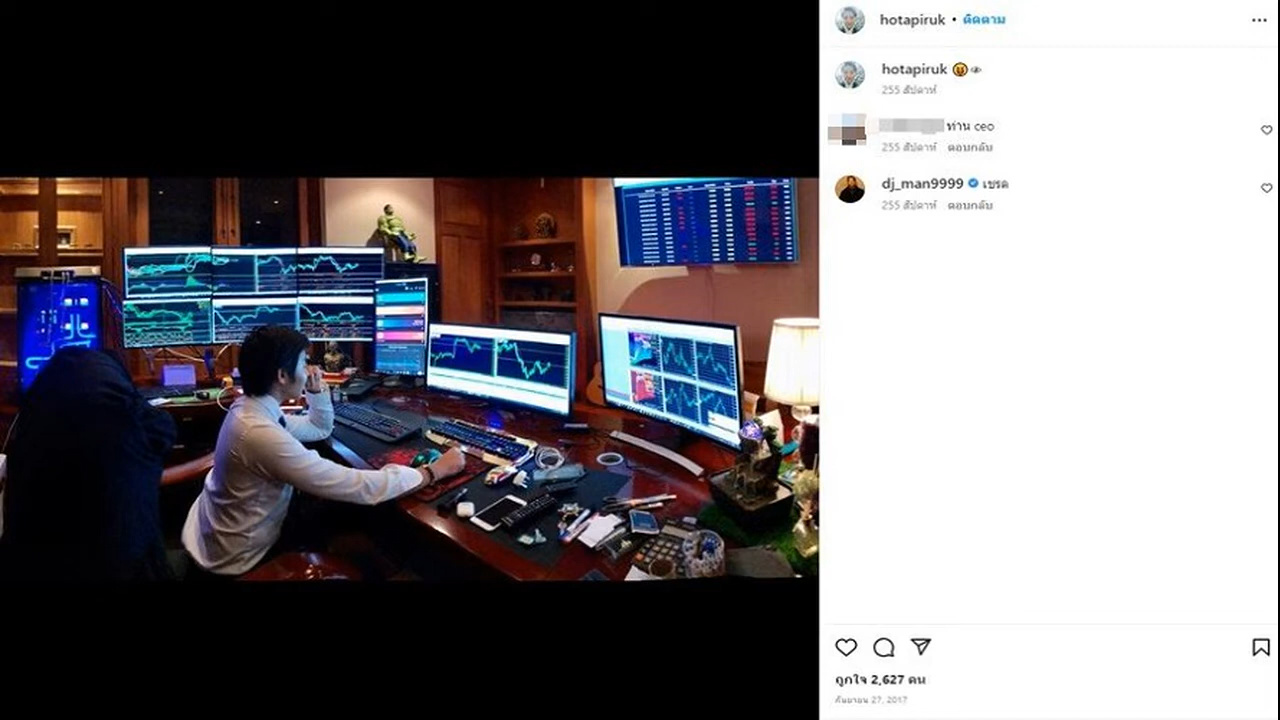 hotapiruk • ติดตาม
hotapiruk
255 สัปดาห์
ท่าน ceo
255 สัปดาห์ ตอบกลับ
dj_man9999 เชรด
255 สัปดาห์ ตอบกลับ
ถูกใจ 2,627 คน
กันยายน 27, 2017